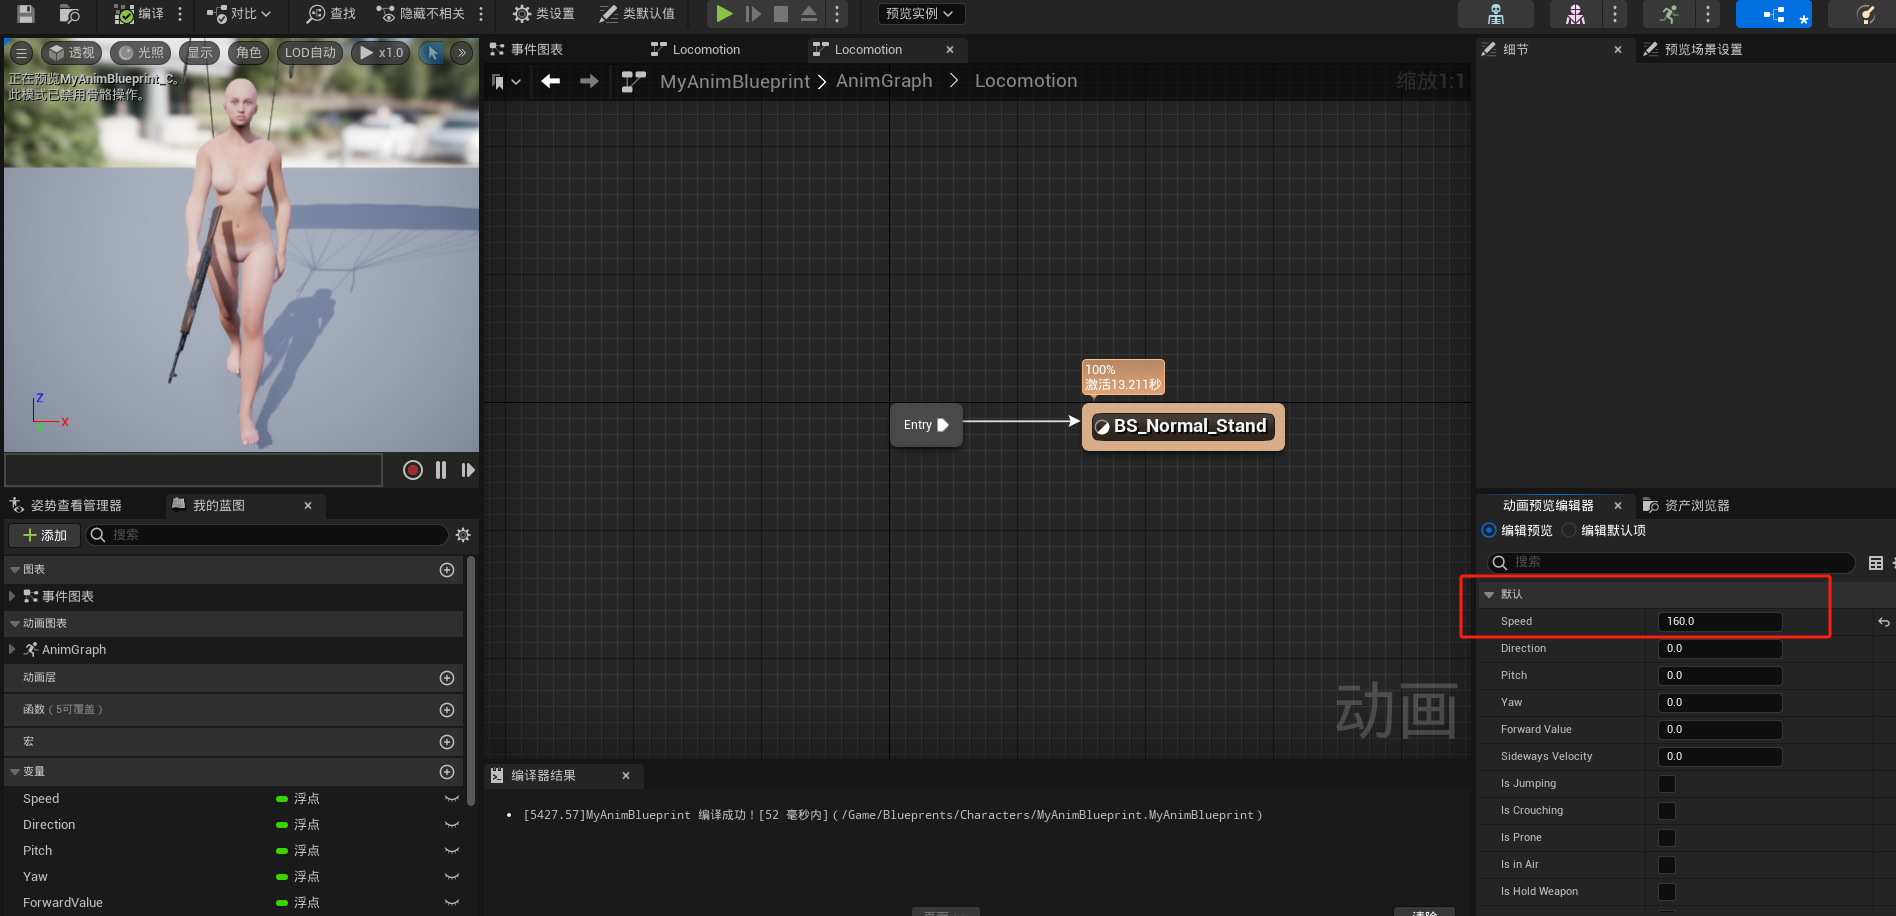 编译
对比
查找
隐藏不相关
类设置
类默认值
预览实例
透视
光照
显示
角色
LOD自动
x1.0
正在预览MyAnimBlueprint_C。
此模式已禁用骨骼操作。
Z
X
Y
姿势查看管理器
我的蓝图
添加
搜索
图表
事件图表
动画图表
AnimGraph
动画层
函数（5可覆盖）
宏
变量
Speed 浮点
Direction 浮点
Pitch 浮点
Yaw 浮点
ForwardValue 浮点
事件图表
Locomotion
Locomotion
MyAnimBlueprint
AnimGraph
Locomotion
缩放1:1
100%
激活13.211秒
Entry
BS_Normal_Stand
动画
编译器结果
[5427.57]MyAnimBlueprint 编译成功！[52 毫秒内]（/Game/Blueprents/Characters/MyAnimBlueprint.MyAnimBlueprint）
清除
细节
预览场景设置
动画预览编辑器
资产浏览器
编辑预览
编辑默认项
搜索
默认
Speed 160.0
Direction 0.0
Pitch 0.0
Yaw 0.0
Forward Value 0.0
Sideways Velocity 0.0
Is Jumping
Is Crouching
Is Prone
Is in Air
Is Hold Weapon